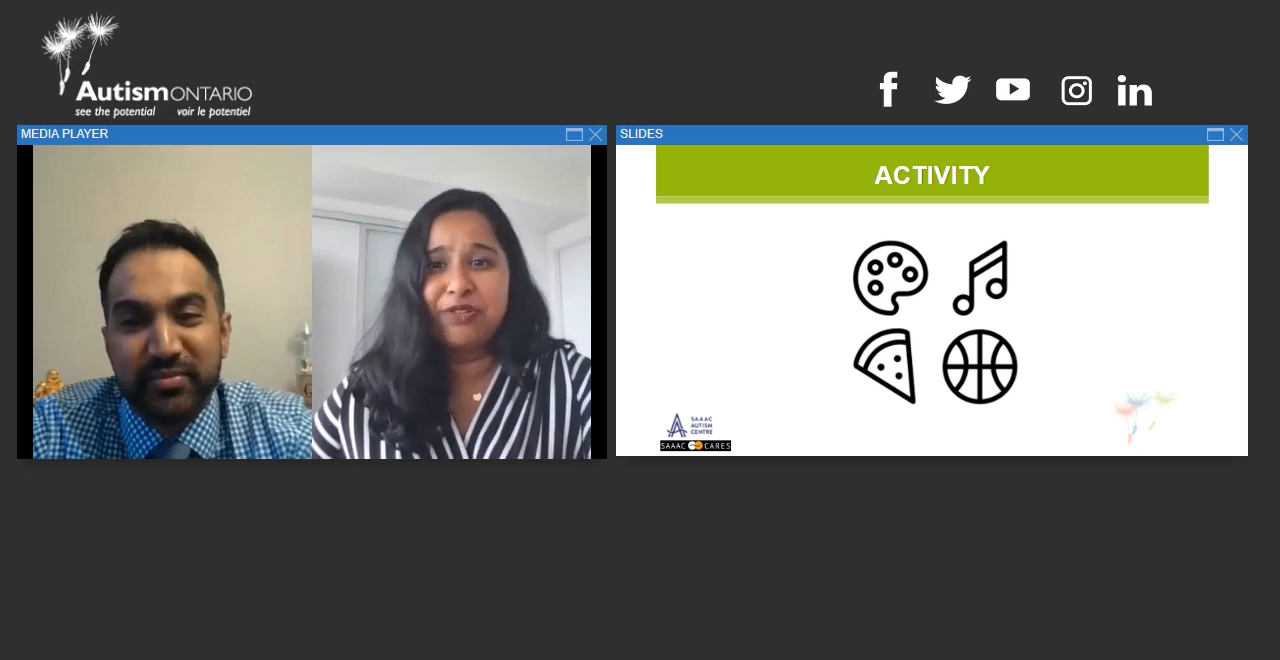 Autism ONTARIO
see the potential voir le potentiel
MEDIA PLAYER
SLIDES
ACTIVITY
SAAAC
AUTISM
CENTRE
SAAAC CARES